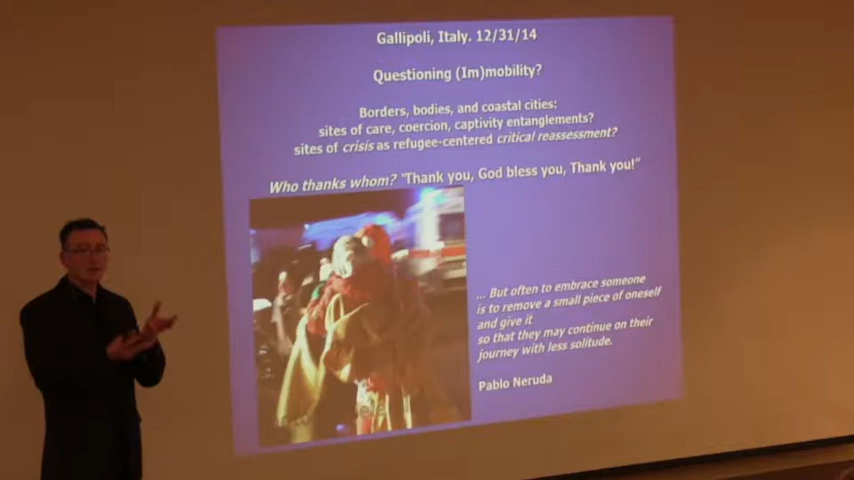 Gallipoli, Italy. 12/31/14
Questioning (Im)mobility?
Borders, bodies, and coastal cities:
sites of care, coercion, captivity entanglements?
sites of crisis as refugee-centered critical reassessment?
Who thanks whom? "Thank you, God bless you, Thank you!"
... But often to embrace someone
is to remove a small piece of oneself
and give it
so that they may continue on their
journey with less solitude.
Pablo Neruda